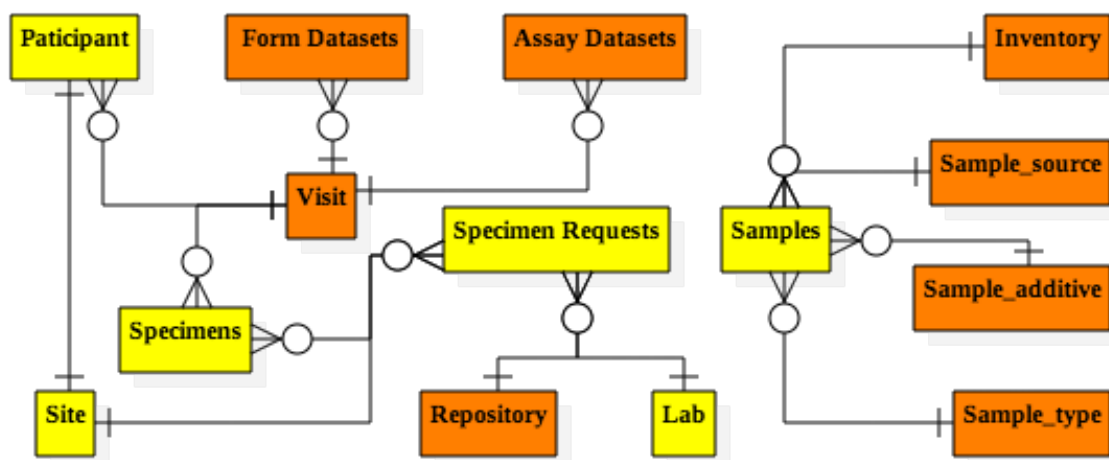 Paticipant
Form Datasets
Assay Datasets
Inventory
Sample_source
Visit
Specimen Requests
Samples
Sample_additive
Specimens
Site
Repository
Lab
Sample_type